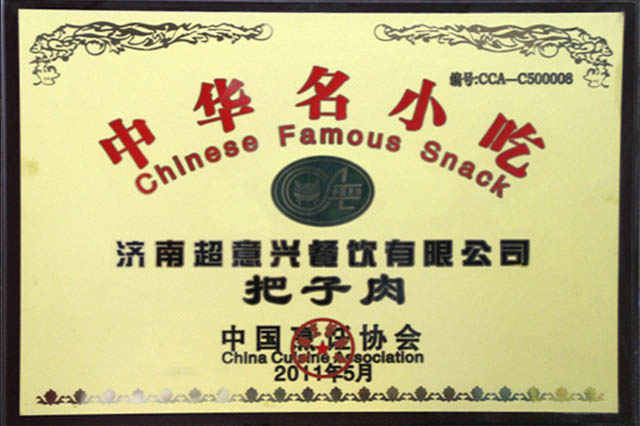 编号:CCA—C500008
中华名小吃
Chinese Famous Snack
济南超意兴餐饮有限公司
把子肉
中国烹饪协会
China Cuisine Association
2011年5月